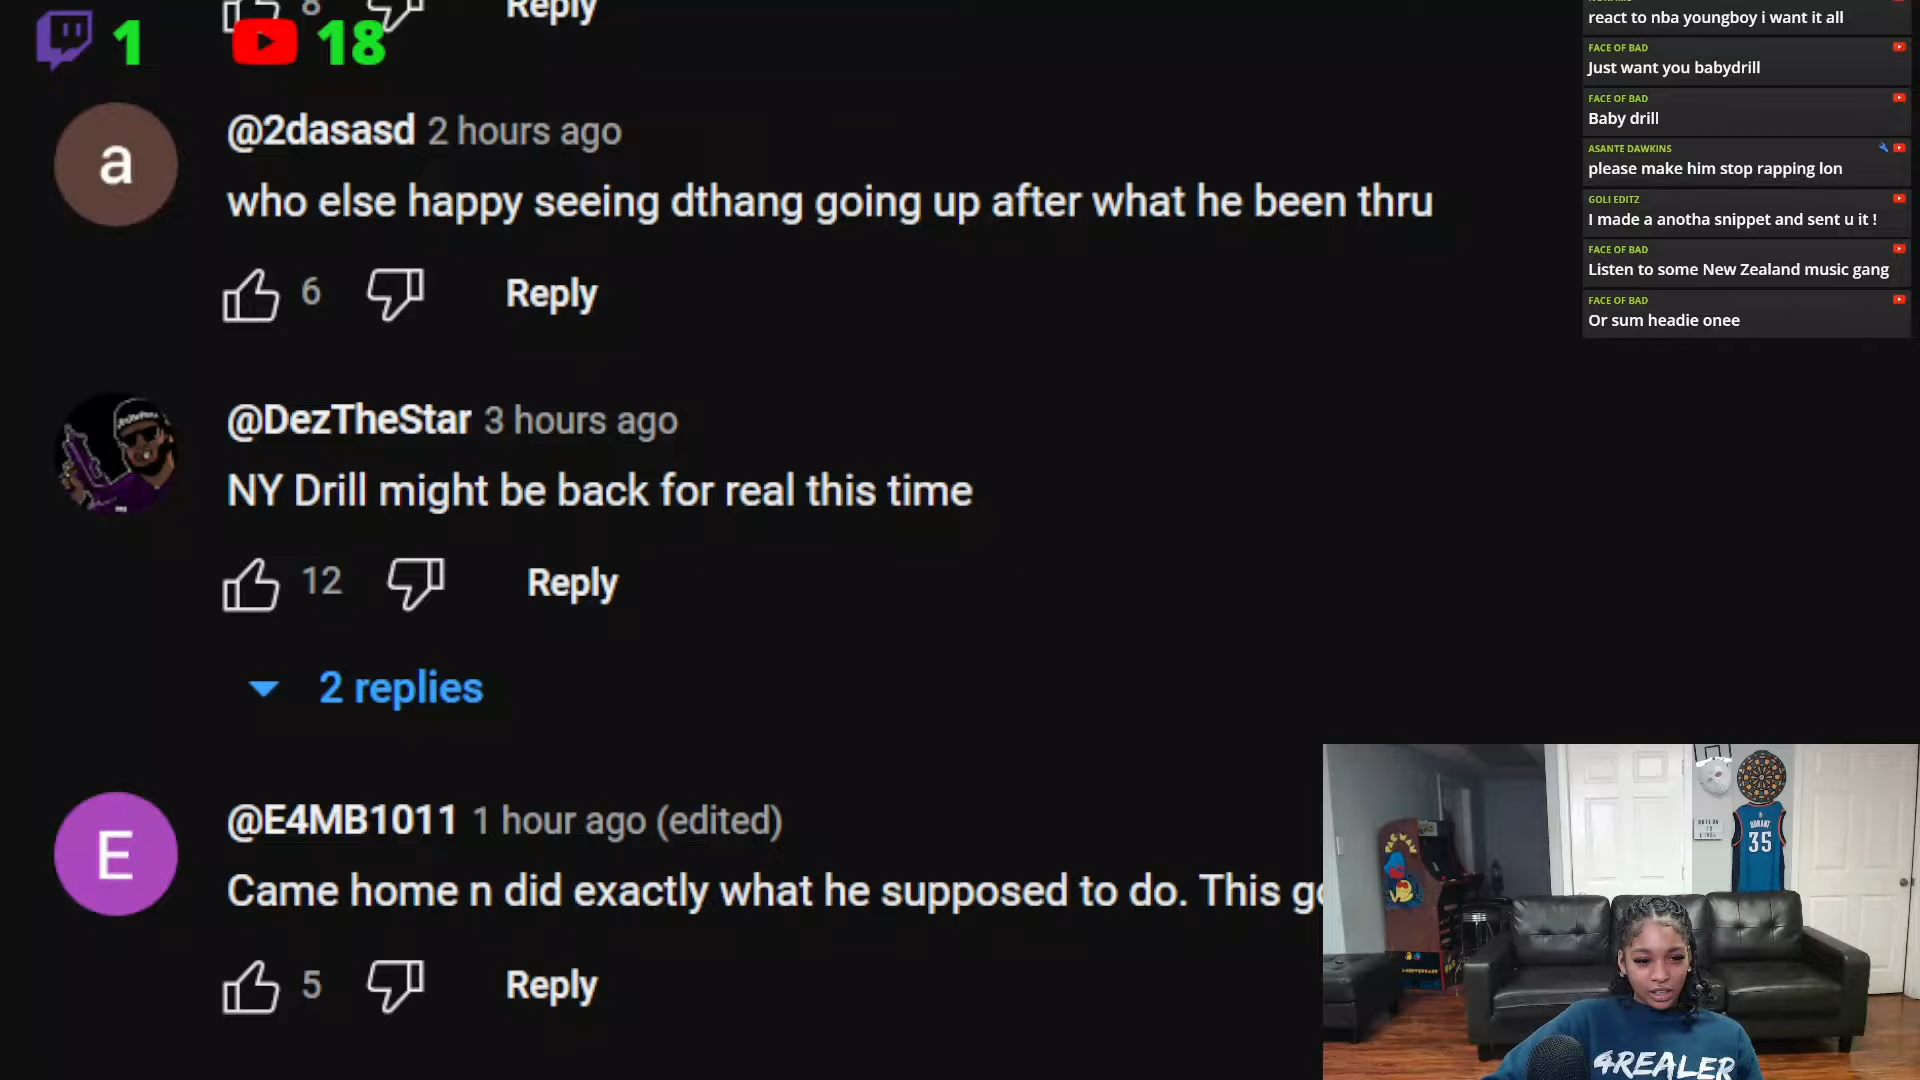 8
Reply
1
18
a
@2dasasd 2 hours ago
who else happy seeing dthang going up after what he been thru
6
Reply
@DezTheStar 3 hours ago
NY Drill might be back for real this time
12
Reply
2 replies
E
@E4MB1011 1 hour ago (edited)
Came home n did exactly what he supposed to do. This
5
Reply
react to nba youngboy i want it all
FACE OF BAD
Just want you babydrill
FACE OF BAD
Baby drill
ASANTE DAWKINS
please make him stop rapping lon
GOLI EDITZ
I made a anotha snippet and sent u it !
FACE OF BAD
Listen to some New Zealand music gang
FACE OF BAD
Or sum headie onee
35
4REALER